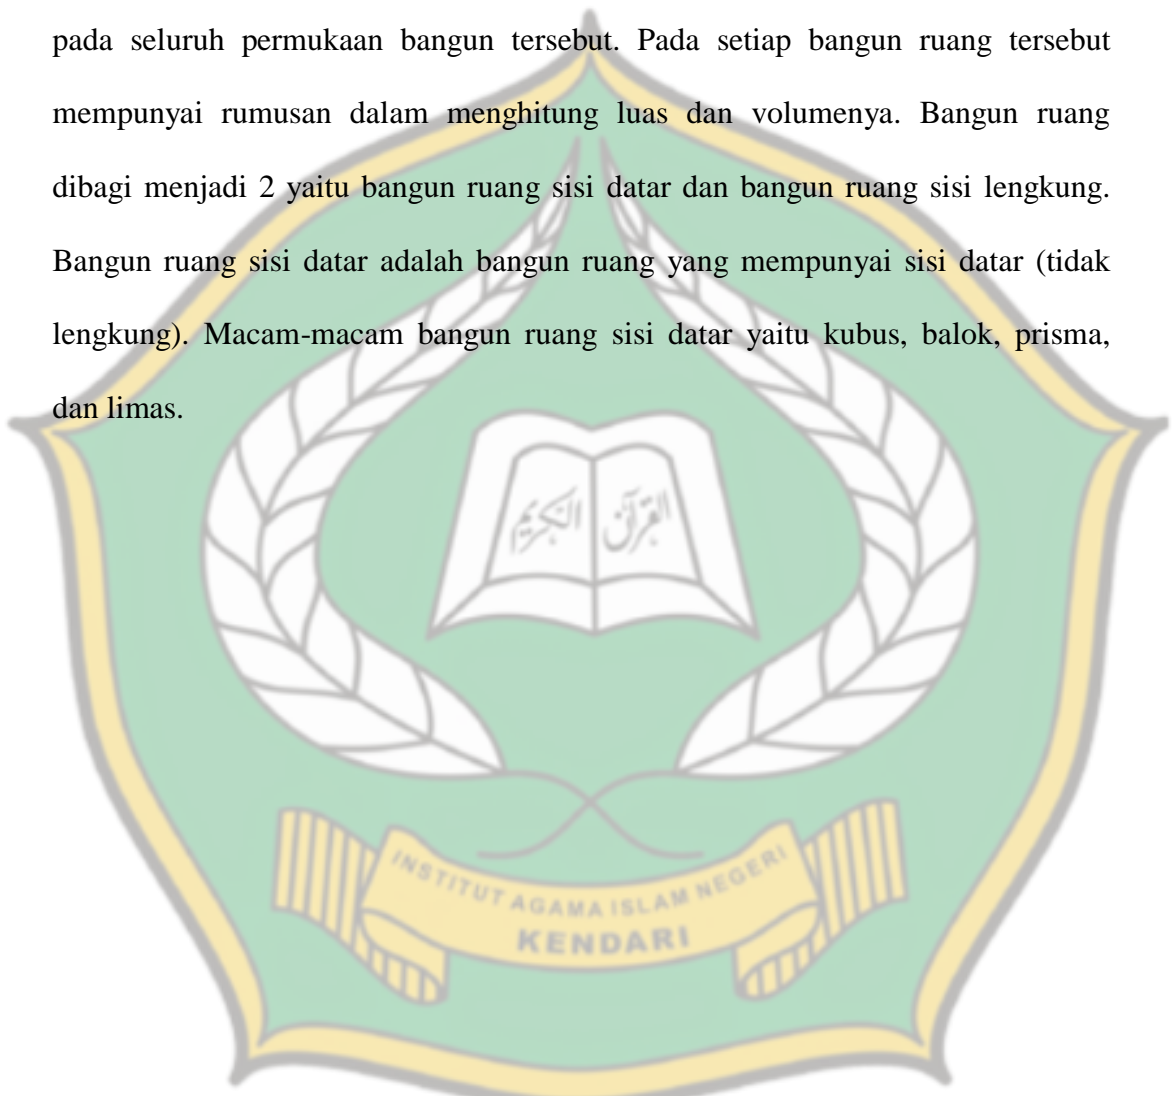 pada seluruh permukaan bangun tersebut. Pada setiap bangun ruang tersebut
mempunyai rumusan dalam menghitung luas dan volumenya. Bangun ruang
dibagi menjadi 2 yaitu bangun ruang sisi datar dan bangun ruang sisi lengkung.
Bangun ruang sisi datar adalah bangun ruang yang mempunyai sisi datar (tidak
lengkung). Macam-macam bangun ruang sisi datar yaitu kubus, balok, prisma,
dan limas.
القرآن الكريم
INSTITUT AGAMA ISLAM NEGERI
KENDARI